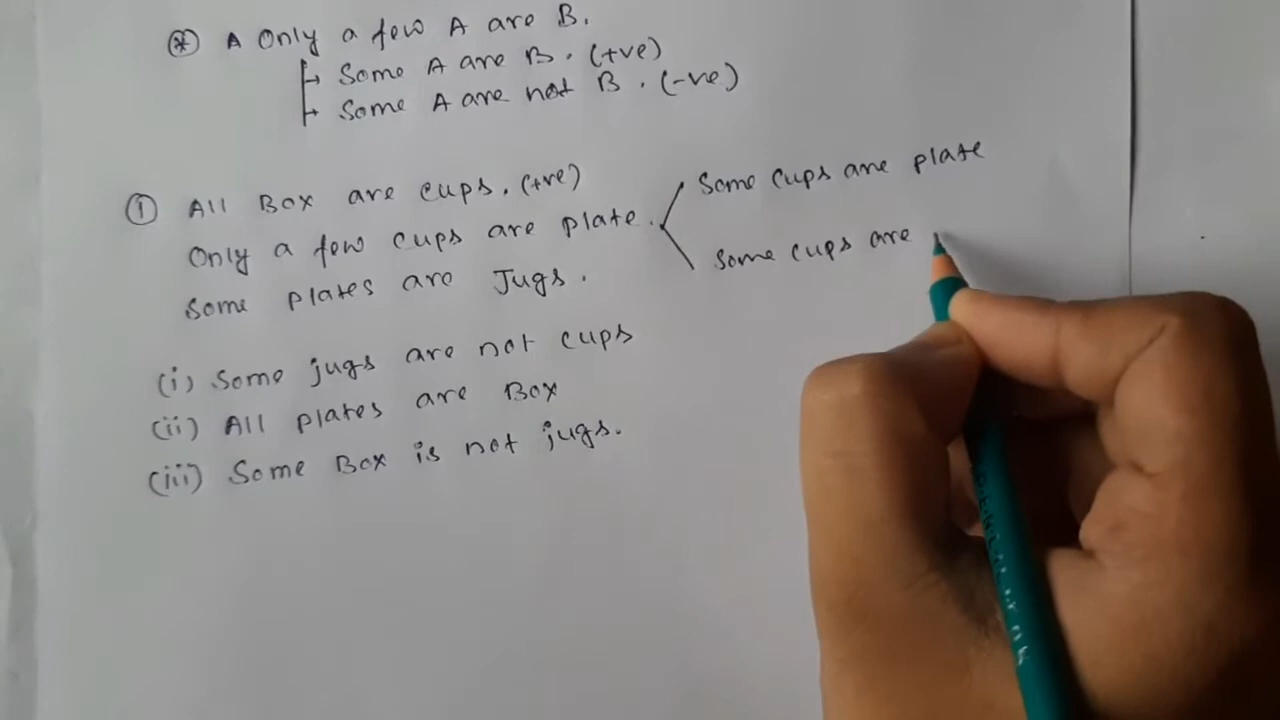 * A Only a few A are B.
Some A are B. (+ve)
Some A are not B. (-ve)
① All Box are cups. (+ve)
Only a few cups are plate.
Some plates are Jugs.
Some cups are plate
Some cups are
(i) Some jugs are not cups
(ii) All plates are Box
(iii) Some Box is not jugs.